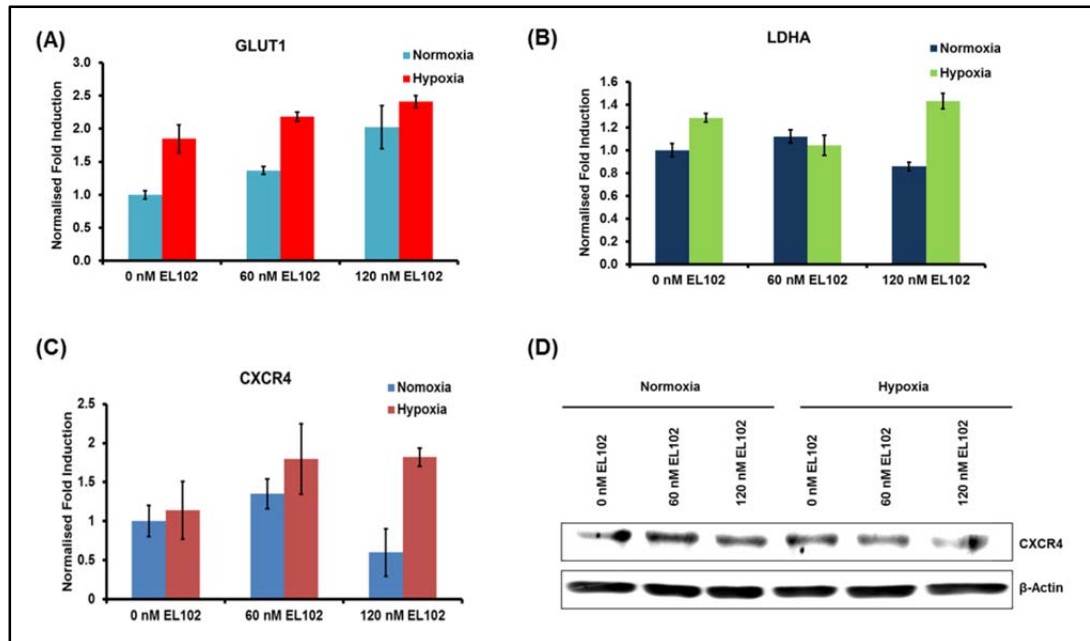 (A)
GLUT1
Normoxia
Hypoxia
Normalised Fold Induction
2.5
2.0
1.5
1.0
0.5
0.0
0 nM EL102
60 nM EL102
120 nM EL102
(B)
LDHA
Normoxia
Hypoxia
Normalised Fold Induction
1.6
1.4
1.2
1.0
0.8
0.6
0.4
0.2
0.0
0 nM EL102
60 nM EL102
120 nM EL102
(C)
CXCR4
Nomoxia
Hypoxia
Normalised Fold Induction
2.5
2
1.5
1
0.5
0
0 nM EL102
60 nM EL102
120 nM EL102
(D)
Normoxia
Hypoxia
0 nM EL102
60 nM EL102
120 nM EL102
0 nM EL102
60 nM EL102
120 nM EL102
CXCR4
β-Actin